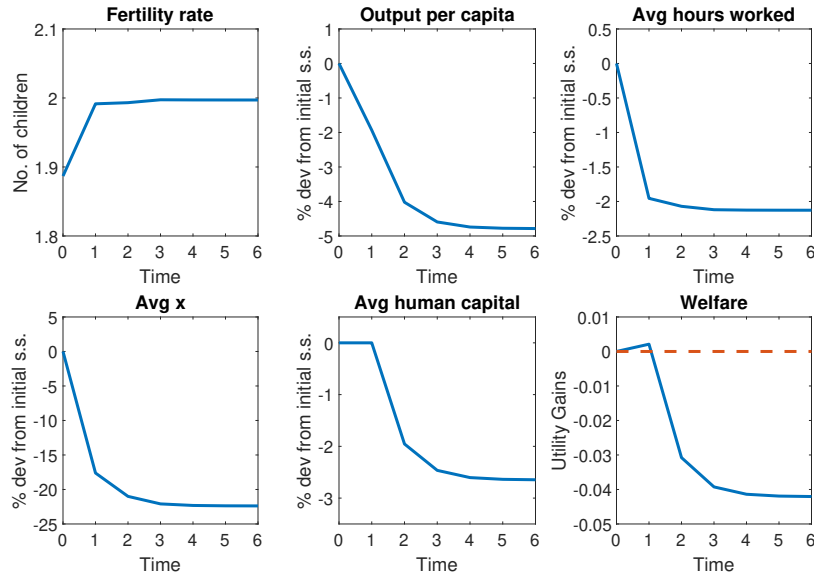 Fertility rate
2.1
2
1.9
1.8
No. of children
0 1 2 3 4 5 6
Time
Output per capita
1
0
-1
-2
-3
-4
-5
% dev from initial s.s.
0 1 2 3 4 5 6
Time
Avg hours worked
0.5
0
-0.5
-1
-1.5
-2
-2.5
% dev from initial s.s.
0 1 2 3 4 5 6
Time
Avg x
5
0
-5
-10
-15
-20
-25
% dev from initial s.s.
0 1 2 3 4 5 6
Time
Avg human capital
0
-1
-2
-3
% dev from initial s.s.
0 1 2 3 4 5 6
Time
Welfare
0.01
0
-0.01
-0.02
-0.03
-0.04
-0.05
Utility Gains
0 1 2 3 4 5 6
Time